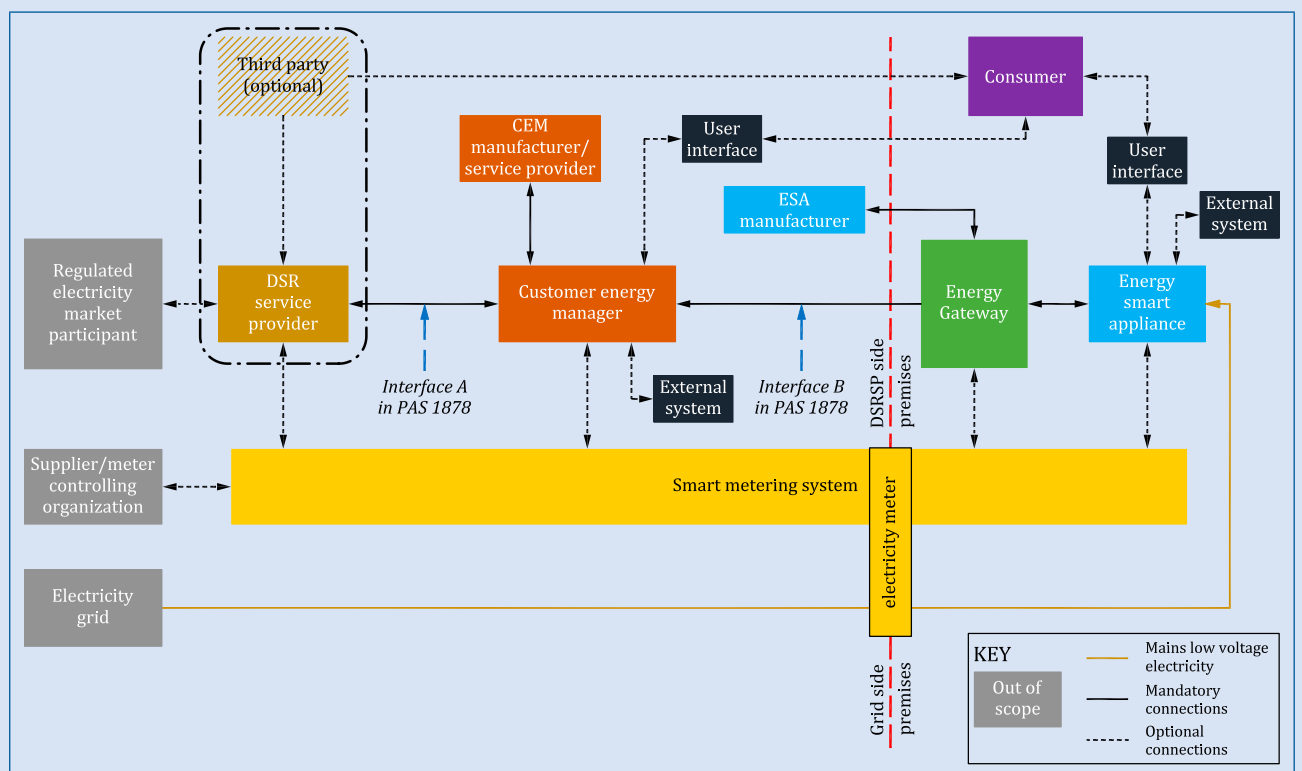 Third party
(optional)
Consumer
CEM
manufacturer/
service provider
User
interface
User
interface
ESA
manufacturer
External
system
Regulated
electricity
market
participant
DSR
service
provider
Customer energy
manager
Energy
Gateway
Energy
smart
appliance
Interface A
in PAS 1878
External
system
Interface B
in PAS 1878
DSRSP side
premises
Supplier/meter
controlling
organization
Smart metering system
electricity meter
Electricity
grid
Grid side
premises
KEY
Out of
scope
Mains low voltage
electricity
Mandatory
connections
Optional
connections